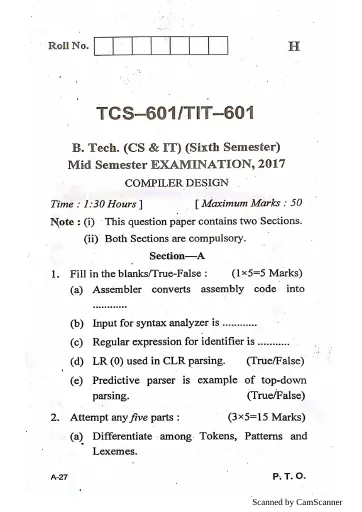 Roll No.
H
TCS–601/TIT–601
B. Tech. (CS & IT) (Sixth Semester)
Mid Semester EXAMINATION, 2017
COMPILER DESIGN
Time : 1:30 Hours ] [ Maximum Marks : 50
Note : (i) This question paper contains two Sections.
(ii) Both Sections are compulsory.
Section—A
1. Fill in the blanks/True-False : (1×5=5 Marks)
(a) Assembler converts assembly code into
............
(b) Input for syntax analyzer is ............
(c) Regular expression for identifier is ...........
(d) LR (0) used in CLR parsing. (True/False)
(e) Predictive parser is example of top-down
parsing. (True/False)
2. Attempt any five parts : (3×5=15 Marks)
(a) Differentiate among Tokens, Patterns and
Lexemes.
A-27 P. T. O.
Scanned by CamScanner